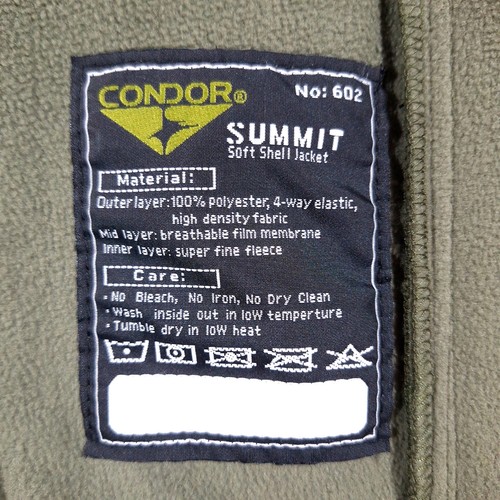 CONDOR® No: 602
SUMMIT
Soft Shell Jacket
Material:
Outer layer:100% polyester, 4-way elastic,
high density fabric
Mid layer: breathable film membrane
Inner layer: super fine fleece
Care:
· No Bleach, No Iron, No Dry Clean
· Wash inside out in low temperture
· Tumble dry in low heat